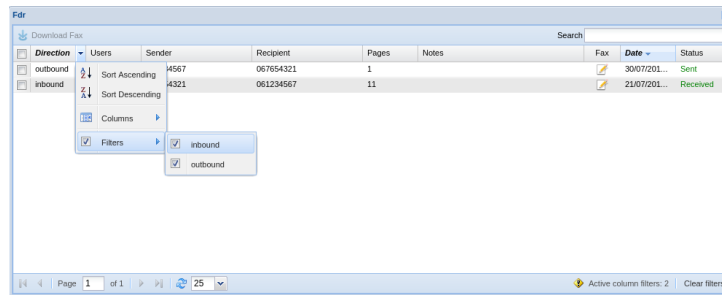 Fdr
Download Fax Search
Direction Users Sender Recipient Pages Notes Fax Date Status
outbound 34567 067654321 1 30/07/201... Sent
inbound 4321 061234567 11 21/07/201... Received
Sort Ascending
Sort Descending
Columns
Filters
inbound
outbound
Page 1 of 1 25 Active column filters: 2 Clear filter